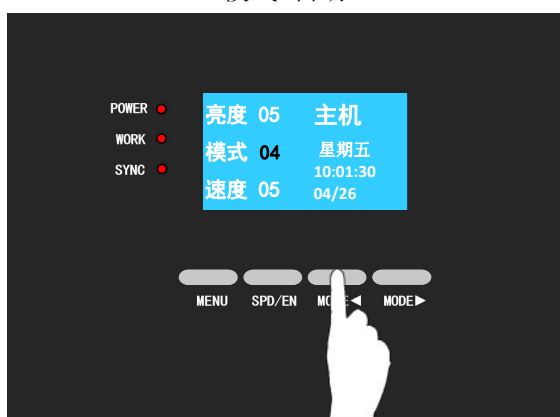 POWER
WORK
SYNC
亮度 05
模式 04
速度 05
主机
星期五
10:01:30
04/26
MENU SPD/EN ◀ MODE▶